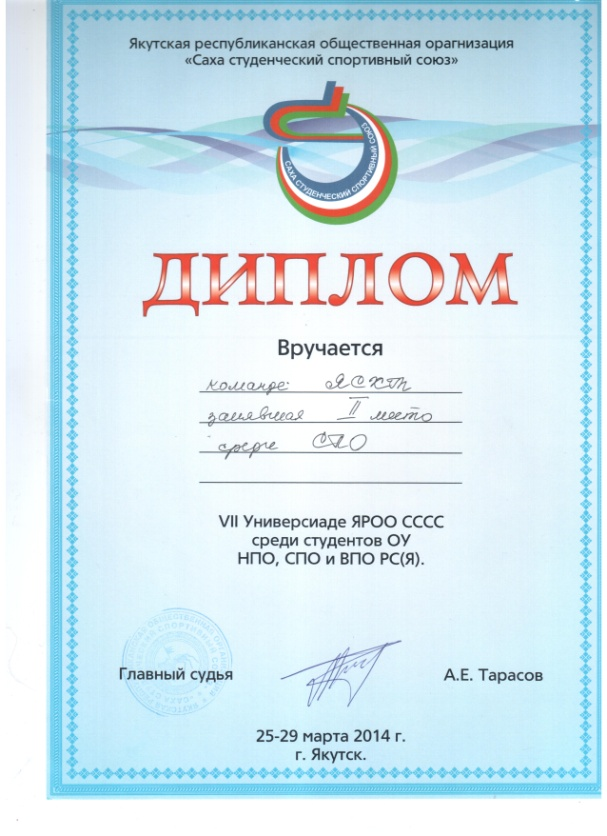 Якутская республиканская общественная орагнизация
«Саха студенческий спортивный союз»
САХА СТУДЕНЧЕСКИЙ СПОРТИВНЫЙ СОЮЗ
ДИПЛОМ
Вручается
команде: ЯСХТ
занявшая II место
среди СПО
VII Универсиаде ЯРОО СССС
среди студентов ОУ
НПО, СПО и ВПО РС(Я).
Главный судья
А.Е. Тарасов
25-29 марта 2014 г.
г. Якутск.